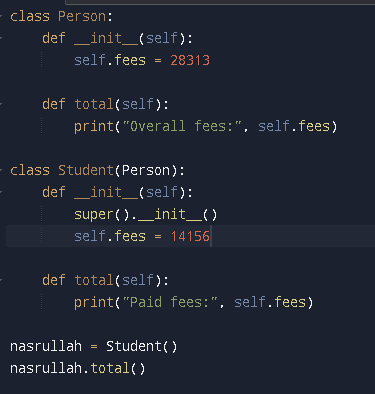 class Person:
    def __init__(self):
        self.fees = 28313

    def total(self):
        print("Overall fees:", self.fees)

class Student(Person):
    def __init__(self):
        super().__init__()
        self.fees = 14156

    def total(self):
        print("Paid fees:", self.fees)

nasrullah = Student()
nasrullah.total()